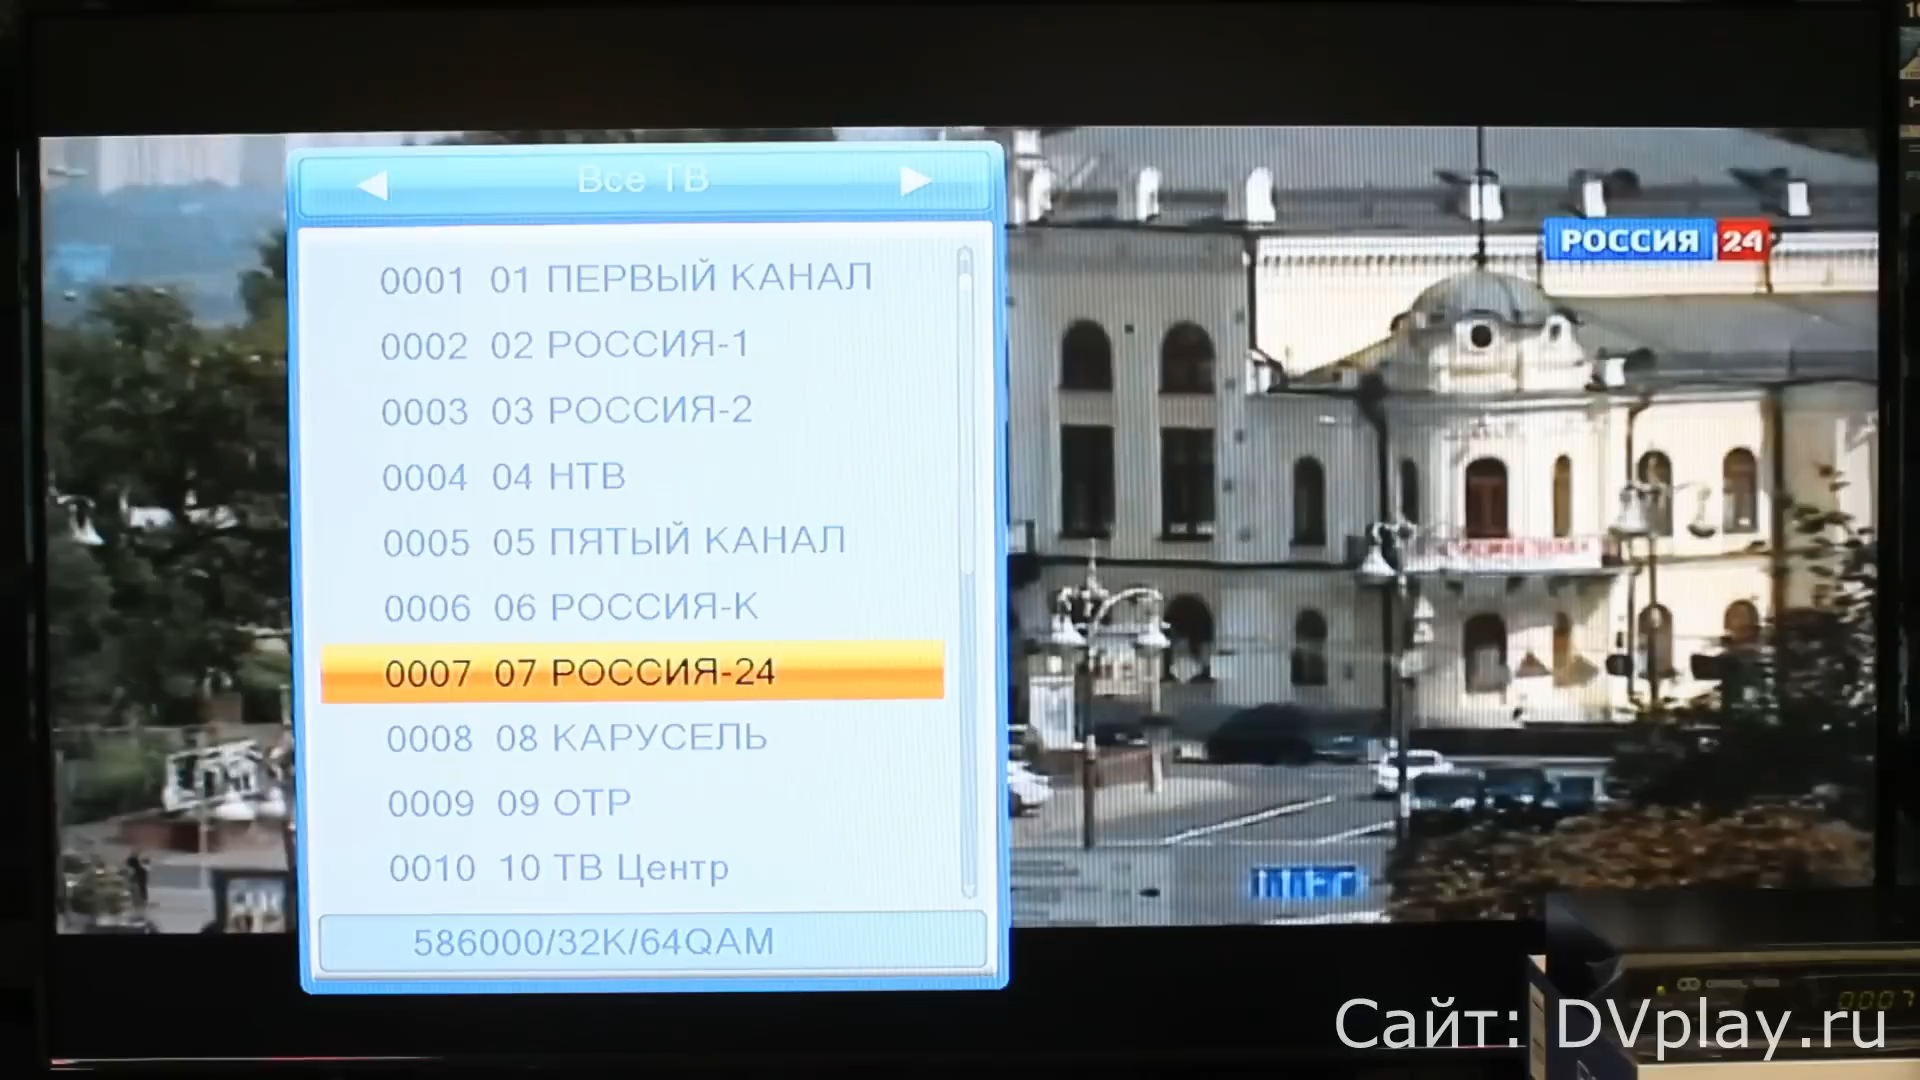 Все ТВ
0001 01 ПЕРВЫЙ КАНАЛ
0002 02 РОССИЯ-1
0003 03 РОССИЯ-2
0004 04 НТВ
0005 05 ПЯТЫЙ КАНАЛ
0006 06 РОССИЯ-К
0007 07 РОССИЯ-24
0008 08 КАРУСЕЛЬ
0009 09 ОТР
0010 10 ТВ Центр
586000/32K/64QAM
РОССИЯ 24
0007
Сайт: DVplay.ru